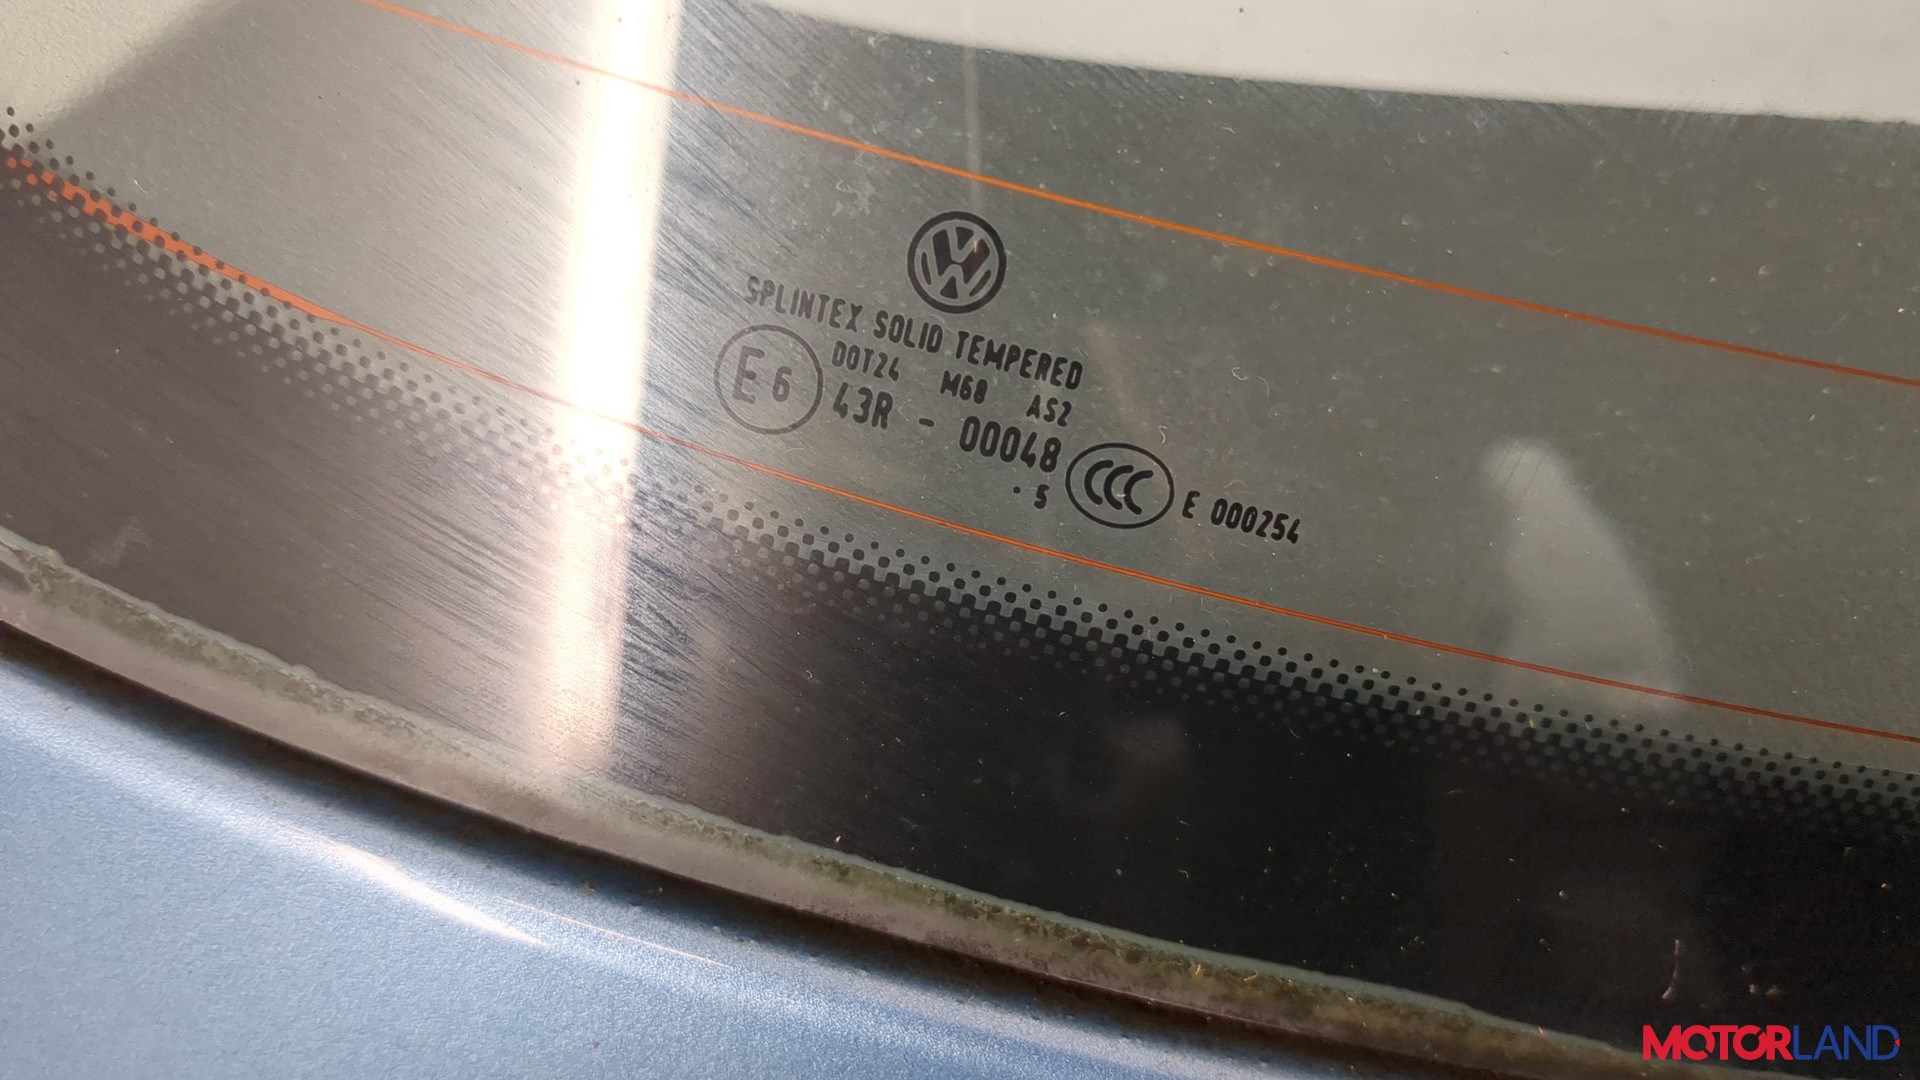 SPLINTEX SOLID TEMPERED
DOT24 M68 AS2
E6 43R - 00048
· 5 CCC E 000254
MOTORLAND